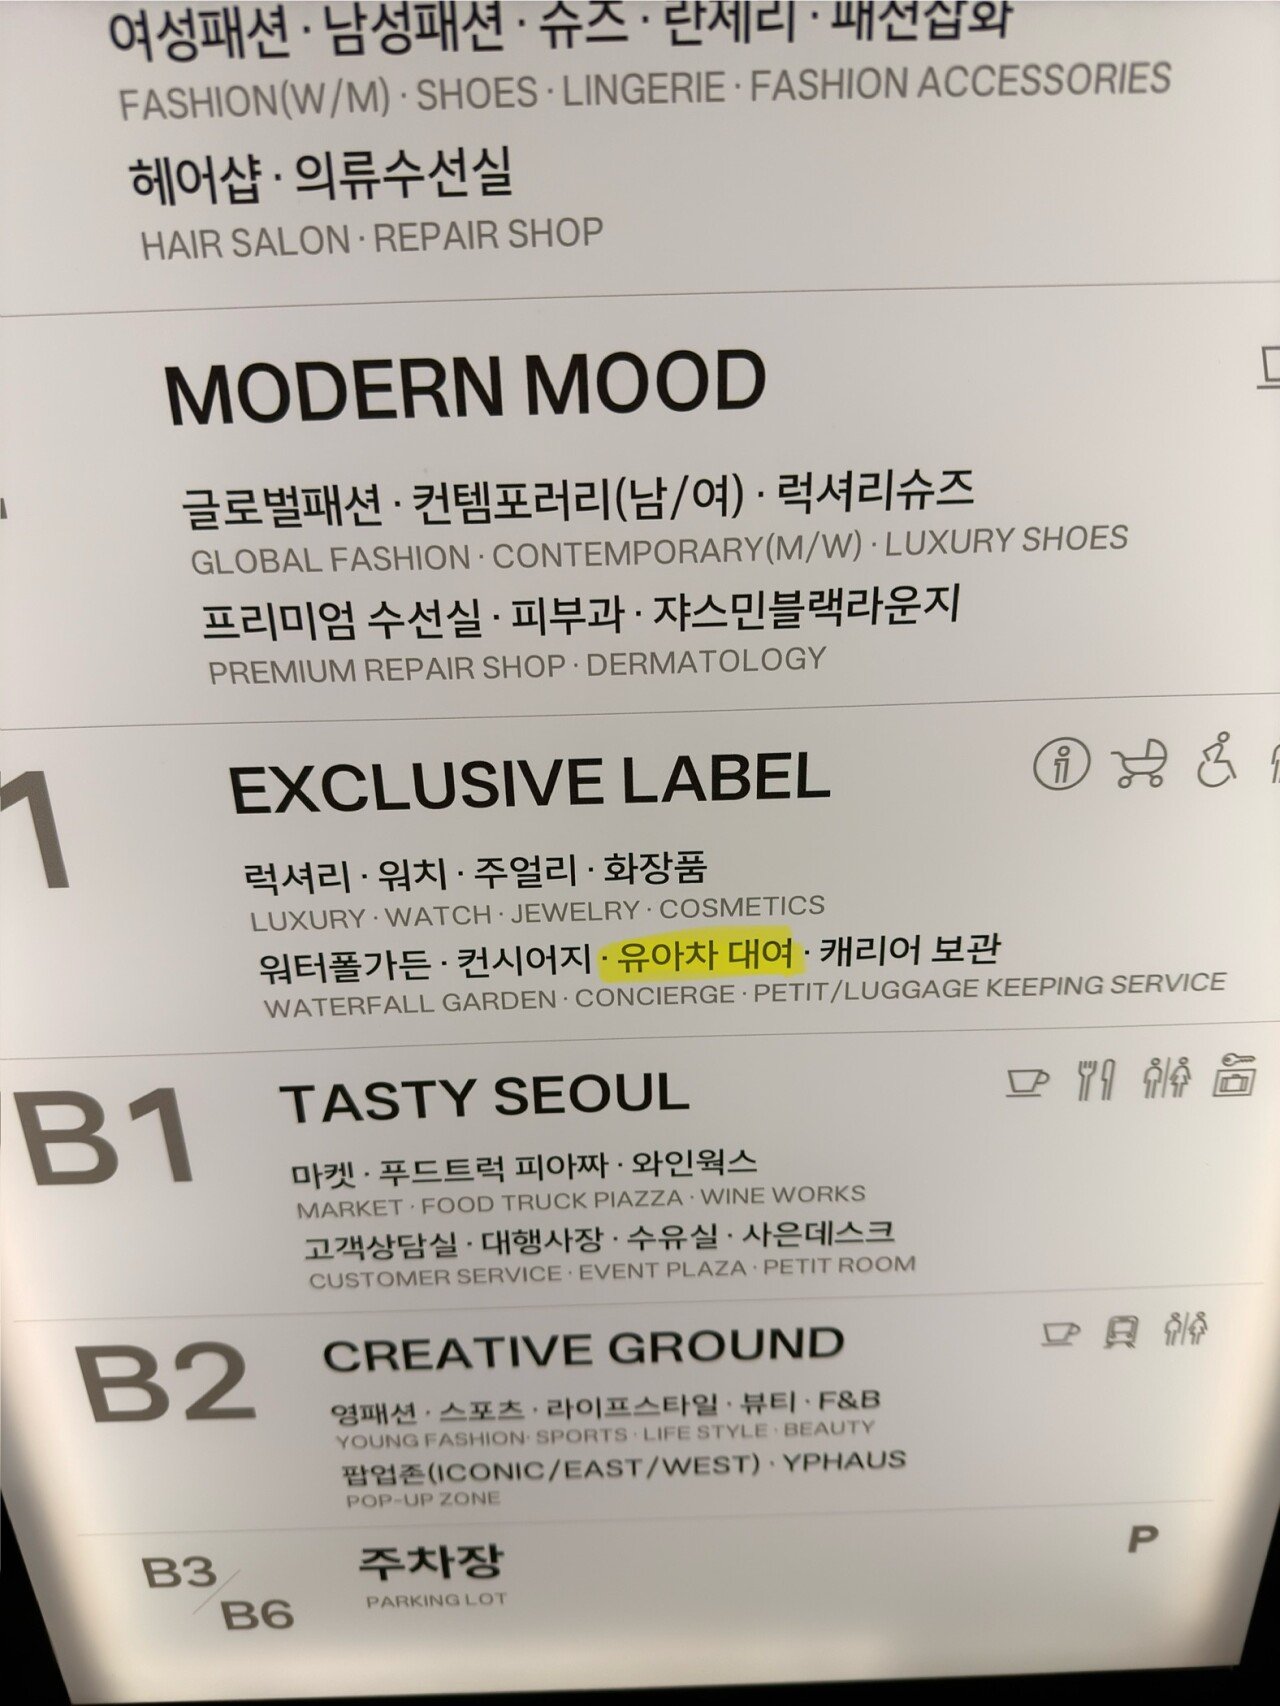 여성패션 · 남성패션 · 슈즈 · 란제리 · 패션잡화
FASHION(W/M) · SHOES · LINGERIE · FASHION ACCESSORIES
헤어샵 · 의류수선실
HAIR SALON · REPAIR SHOP
MODERN MOOD
글로벌패션 · 컨템포러리(남/여) · 럭셔리슈즈
GLOBAL FASHION · CONTEMPORARY(M/W) · LUXURY SHOES
프리미엄 수선실 · 피부과 · 쟈스민블랙라운지
PREMIUM REPAIR SHOP · DERMATOLOGY
1 EXCLUSIVE LABEL
럭셔리 · 워치 · 주얼리 · 화장품
LUXURY · WATCH · JEWELRY · COSMETICS
워터폴가든 · 컨시어지 · 유아차 대여 · 캐리어 보관
WATERFALL GARDEN · CONCIERGE · PETIT/LUGGAGE KEEPING SERVICE
B1 TASTY SEOUL
마켓 · 푸드트럭 피아짜 · 와인웍스
MARKET · FOOD TRUCK PIAZZA · WINE WORKS
고객상담실 · 대행사장 · 수유실 · 사은데스크
CUSTOMER SERVICE · EVENT PLAZA · PETIT ROOM
B2 CREATIVE GROUND
영패션 · 스포츠 · 라이프스타일 · 뷰티 · F&B
YOUNG FASHION · SPORTS · LIFE STYLE · BEAUTY
팝업존(ICONIC/EAST/WEST) · YPHAUS
POP-UP ZONE
B3/B6 주차장 P
PARKING LOT